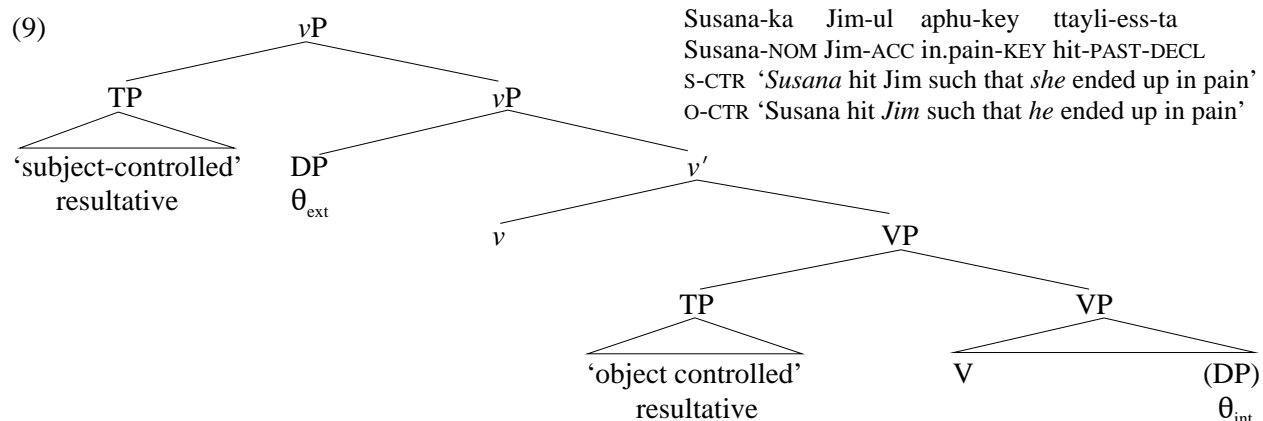 (9)
Susana-ka Jim-ul aphu-key ttayli-ess-ta
Susana-NOM Jim-ACC in.pain-KEY hit-PAST-DECL
S-CTR ‘Susana hit Jim such that she ended up in pain’
O-CTR ‘Susana hit Jim such that he ended up in pain’
vP
TP vP
‘subject-controlled’
resultative
DP
θext
v′
v VP
TP VP
‘object controlled’
resultative
V (DP)
θint